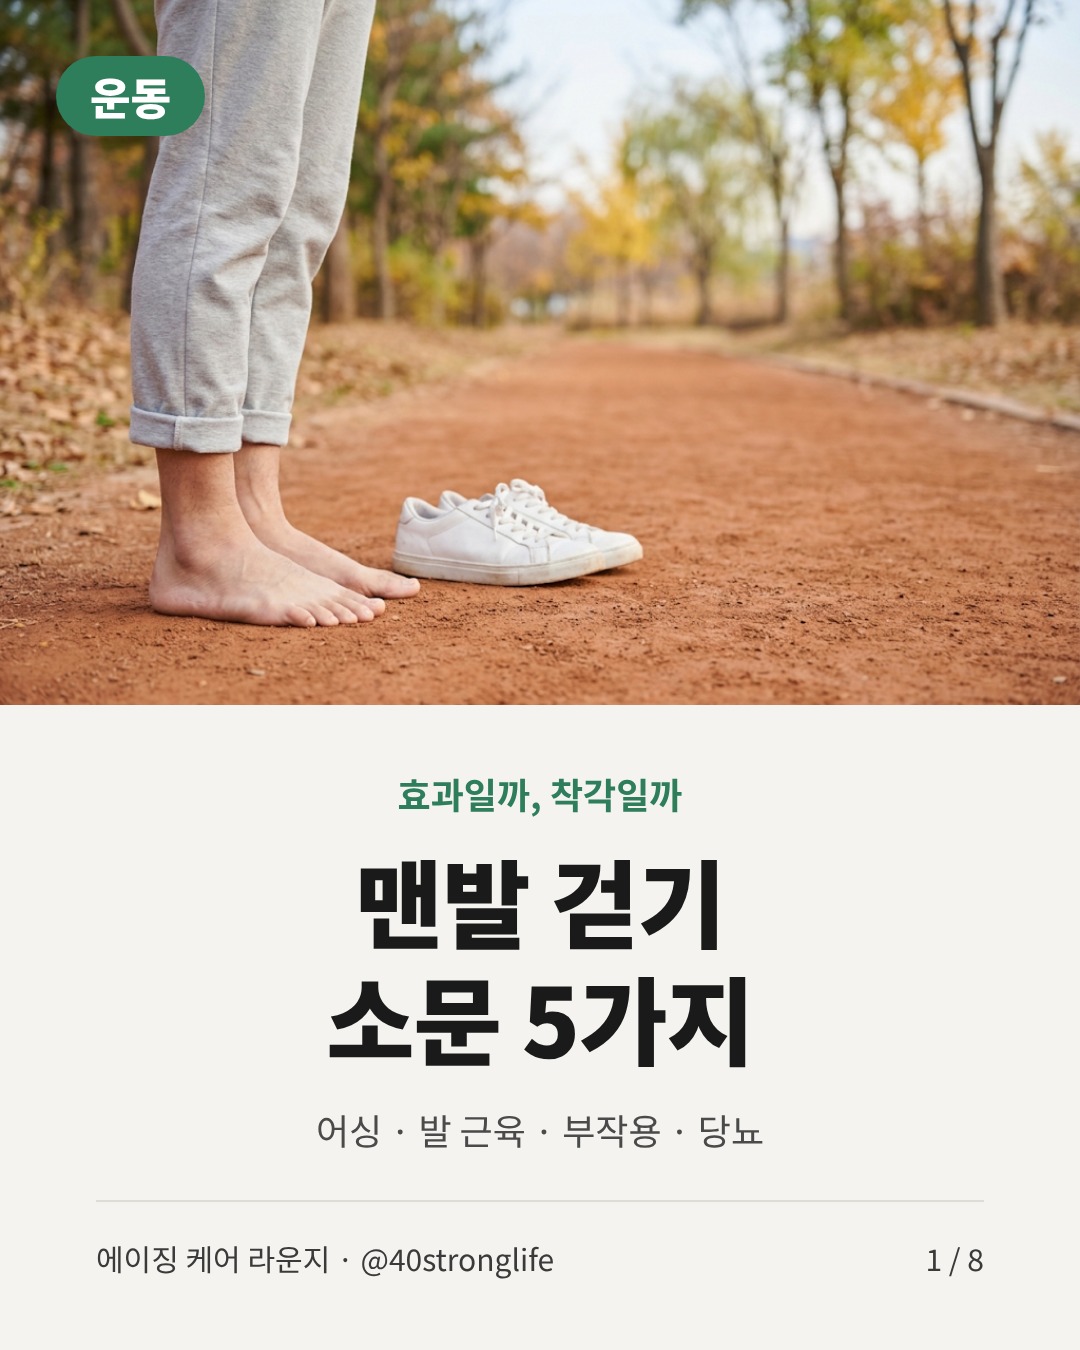 운동
효과일까, 착각일까
맨발 걷기
소문 5가지
어싱 · 발 근육 · 부작용 · 당뇨
에이징 케어 라운지 · @40stronglife
1 / 8